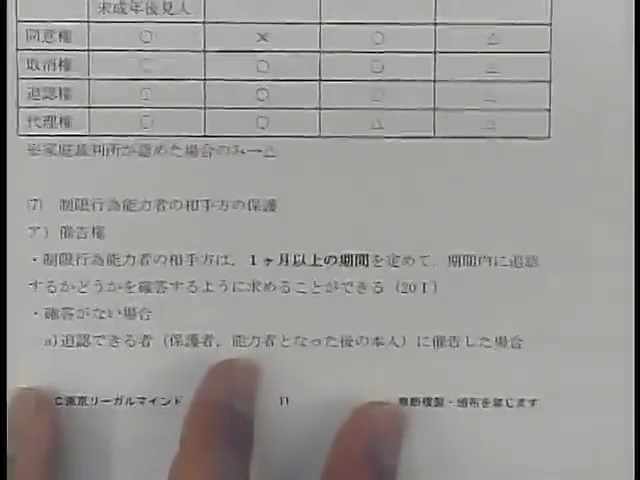 未成年後見人
同意権 ○ × ○ △
取消権 ○ ○ ○ △
追認権 ○ ○ ○ △
代理権 ○ ○ △ △
※家庭裁判所が認めた場合のみ→△
(7) 制限行為能力者の相手方の保護
ア）催告権
・制限行為能力者の相手方は、1ヶ月以上の期間を定めて、期間内に追認
するかどうかを確答するように求めることができる（20Ⅰ）
・確答がない場合
a)追認できる者（保護者、能力者となった後の本人）に催告した場合
C東京リーガルマインド 11 無断複製・頒布を禁じます